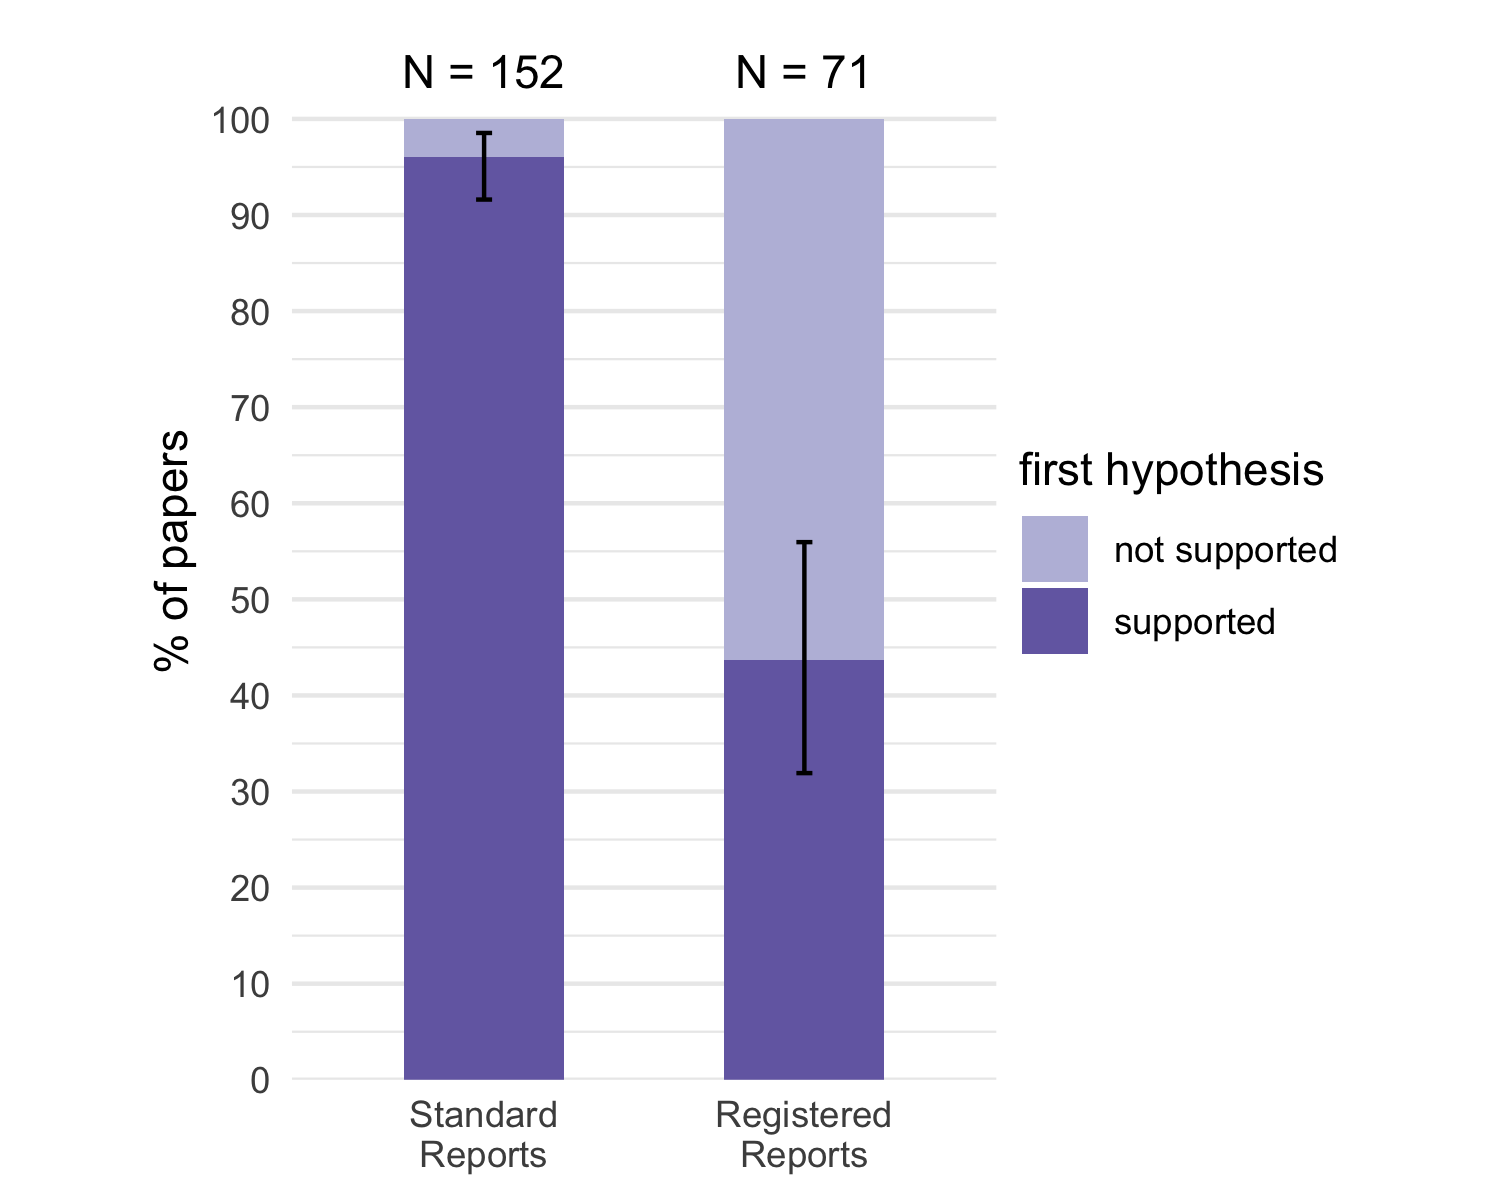 N = 152
N = 71
100
90
80
70
60
50
40
30
20
10
0
% of papers
Standard
Reports
Registered
Reports
first hypothesis
not supported
supported